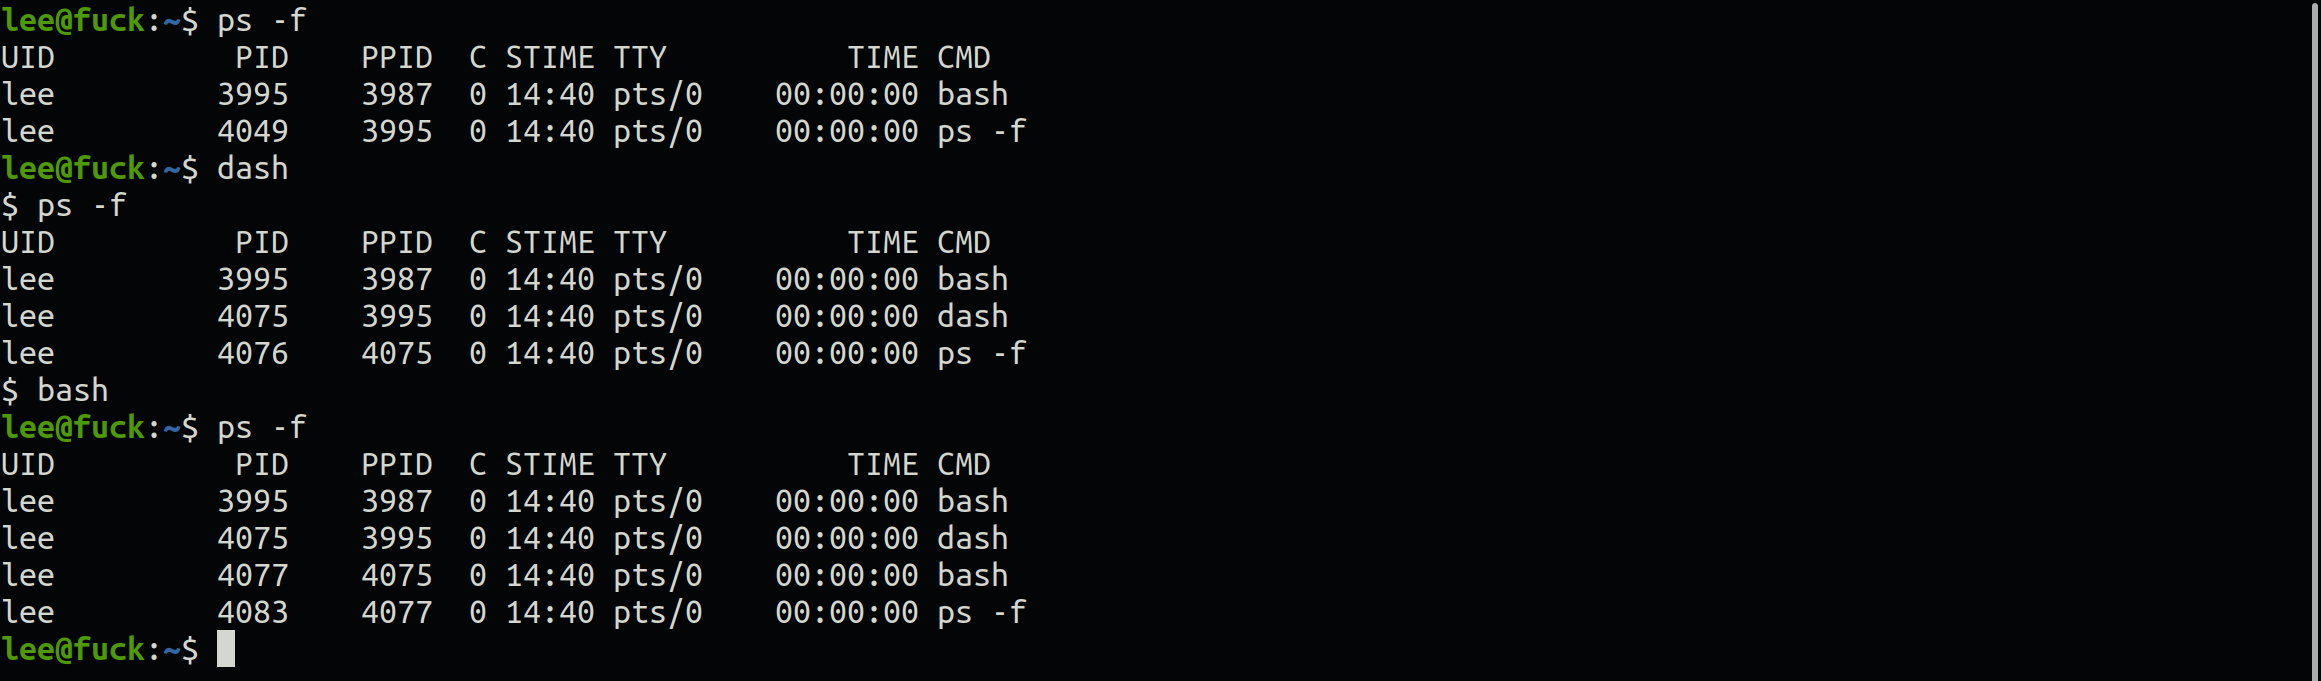 lee@fuck:~$ ps -f
UID          PID    PPID  C STIME TTY          TIME CMD
lee         3995    3987  0 14:40 pts/0    00:00:00 bash
lee         4049    3995  0 14:40 pts/0    00:00:00 ps -f
lee@fuck:~$ dash
$ ps -f
UID          PID    PPID  C STIME TTY          TIME CMD
lee         3995    3987  0 14:40 pts/0    00:00:00 bash
lee         4075    3995  0 14:40 pts/0    00:00:00 dash
lee         4076    4075  0 14:40 pts/0    00:00:00 ps -f
$ bash
lee@fuck:~$ ps -f
UID          PID    PPID  C STIME TTY          TIME CMD
lee         3995    3987  0 14:40 pts/0    00:00:00 bash
lee         4075    3995  0 14:40 pts/0    00:00:00 dash
lee         4077    4075  0 14:40 pts/0    00:00:00 bash
lee         4083    4077  0 14:40 pts/0    00:00:00 ps -f
lee@fuck:~$